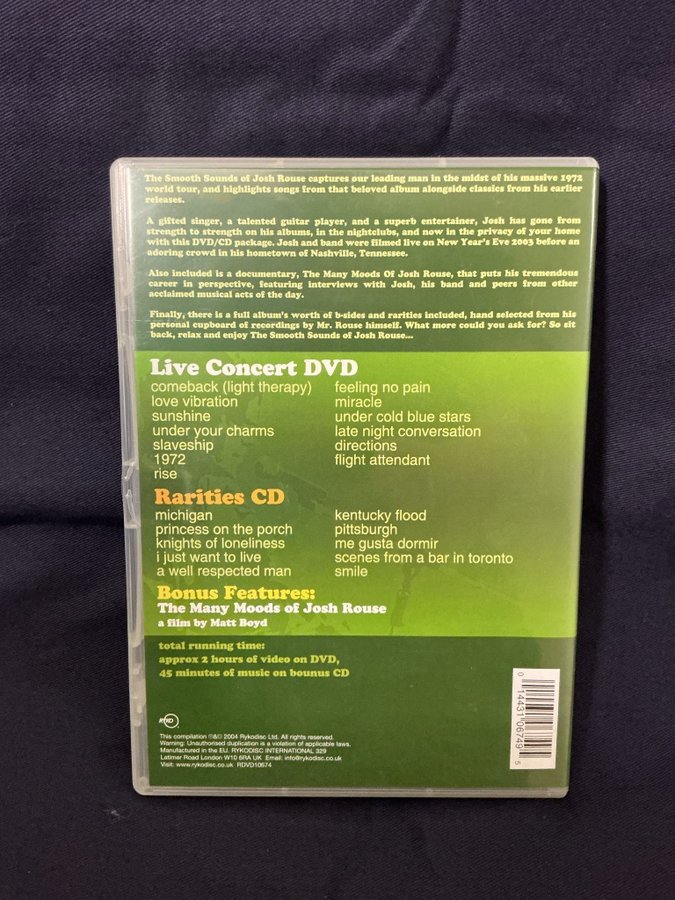 The Smooth Sounds of Josh Rouse captures our leading man in the midst of his massive 1972
world tour, and highlights songs from that beloved album alongside classics from his earlier
releases.
A gifted singer, a talented guitar player, and a superb entertainer, Josh has gone from
strength to strength on his albums, in the nightclubs, and now in the privacy of your home
with this DVD/CD package. Josh and band were filmed live on New Year's Eve 2003 before an
adoring crowd in his hometown of Nashville, Tennessee.
Also included is a documentary, The Many Moods Of Josh Rouse, that puts his tremendous
career in perspective, featuring interviews with Josh, his band and peers from other
acclaimed musical acts of the day.
Finally, there is a full album's worth of b-sides and rarities included, hand selected from his
personal cupboard of recordings by Mr. Rouse himself. What more could you ask for? So sit
back, relax and enjoy The Smooth Sounds of Josh Rouse...
Live Concert DVD
comeback (light therapy)
love vibration
sunshine
under your charms
slaveship
1972
rise
feeling no pain
miracle
under cold blue stars
late night conversation
directions
flight attendant
Rarities CD
michigan
princess on the porch
knights of loneliness
i just want to live
a well respected man
kentucky flood
pittsburgh
me gusta dormir
scenes from a bar in toronto
smile
Bonus Features:
The Many Moods of Josh Rouse
a film by Matt Boyd
total running time:
approx 2 hours of video on DVD,
45 minutes of music on bounus CD
RYKO
This compilation ℗&© 2004 Rykodisc Ltd. All rights reserved.
Warning: Unauthorised duplication is a violation of applicable laws.
Manufactured in the EU. RYKODISC INTERNATIONAL 329
Latimer Road London W10 6RA UK Email: info@rykodisc.com
Visit: www.rykodisc.com RDVD10674
0 14431 06749 5